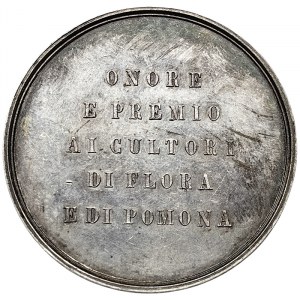 ONORE
E PREMIO
AI CULTORI
DI FLORA
E DI POMONA